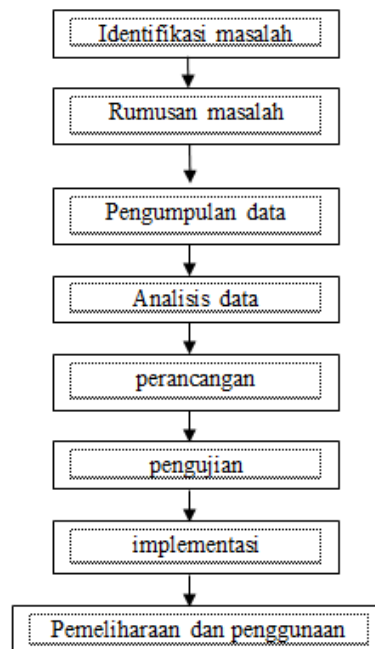 Identifikasi masalah
Rumusan masalah
Pengumpulan data
Analisis data
perancangan
pengujian
implementasi
Pemeliharaan dan penggunaan